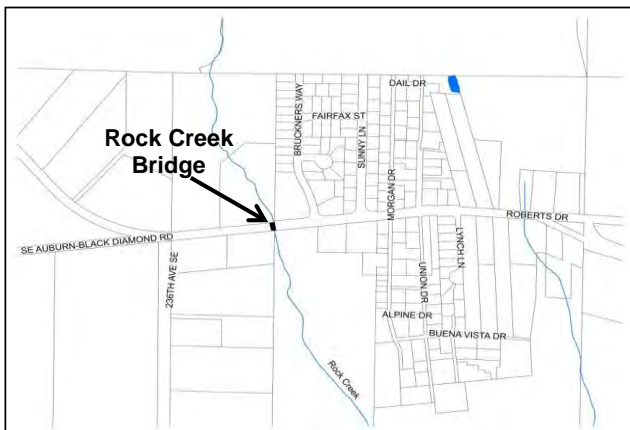 DAIL DR
BRUCKNERS WAY
FAIRFAX ST
SUNNY LN
Rock Creek
Bridge
MORGAN DR
ROBERTS DR
SE AUBURN-BLACK DIAMOND RD
LYNCH LN
236TH AVE SE
UNION DR
ALPINE DR
BUENA VISTA DR
Rock Creek